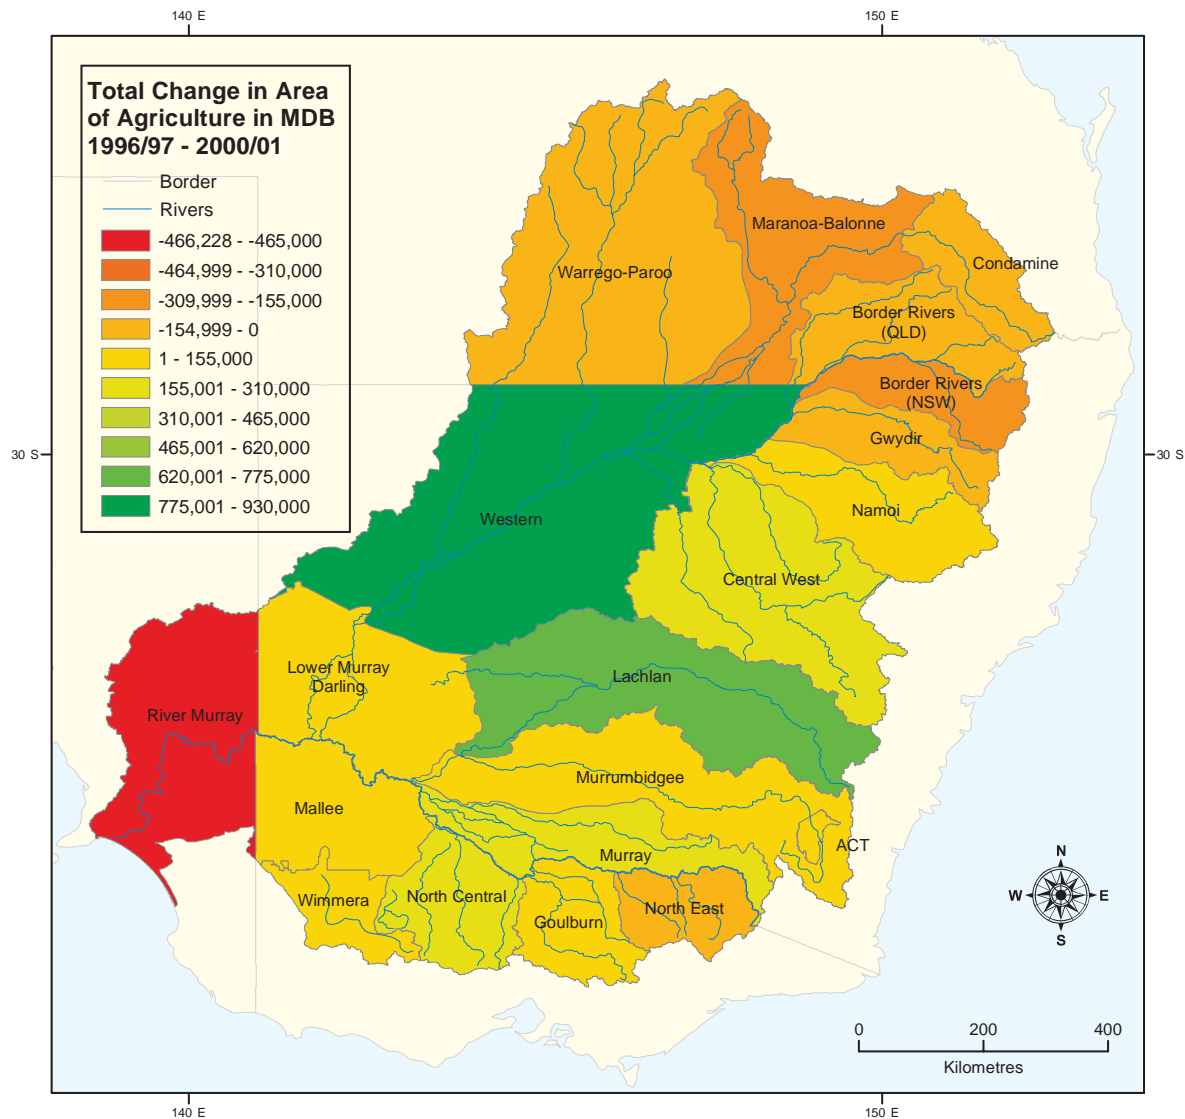 140 E
150 E
Total Change in Area
of Agriculture in MDB
1996/97 - 2000/01
Border
Rivers
-466,228 - -465,000
-464,999 - -310,000
-309,999 - -155,000
-154,999 - 0
1 - 155,000
155,001 - 310,000
310,001 - 465,000
465,001 - 620,000
620,001 - 775,000
775,001 - 930,000
Maranoa-Balonne
Condamine
Warrego-Paroo
Border Rivers
(QLD)
Border Rivers
(NSW)
Gwydir
30 S
30 S
Namoi
Western
Central West
Lower Murray
Darling
Lachlan
River Murray
Murrumbidgee
Mallee
ACT
Murray
North Central
Wimmera
North East
Goulburn
N
W
E
S
0
200
400
Kilometres
140 E
150 E